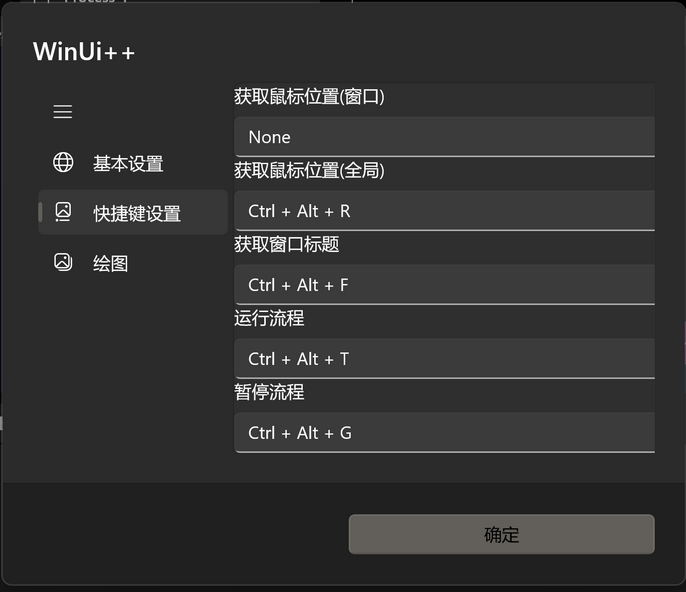 WinUi++
基本设置
快捷键设置
绘图
获取鼠标位置(窗口)
None
获取鼠标位置(全局)
Ctrl + Alt + R
获取窗口标题
Ctrl + Alt + F
运行流程
Ctrl + Alt + T
暂停流程
Ctrl + Alt + G
确定